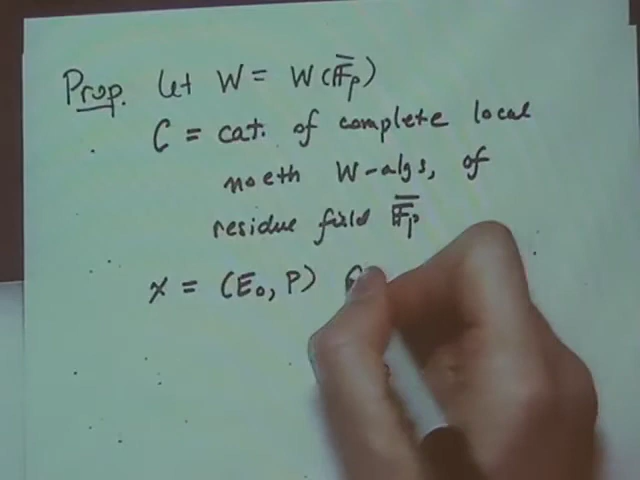 Prop. Let W = W(F̅p)
C = cat. of complete local
noeth W-algs, of
residue field F̅p
x = (E₀, P)